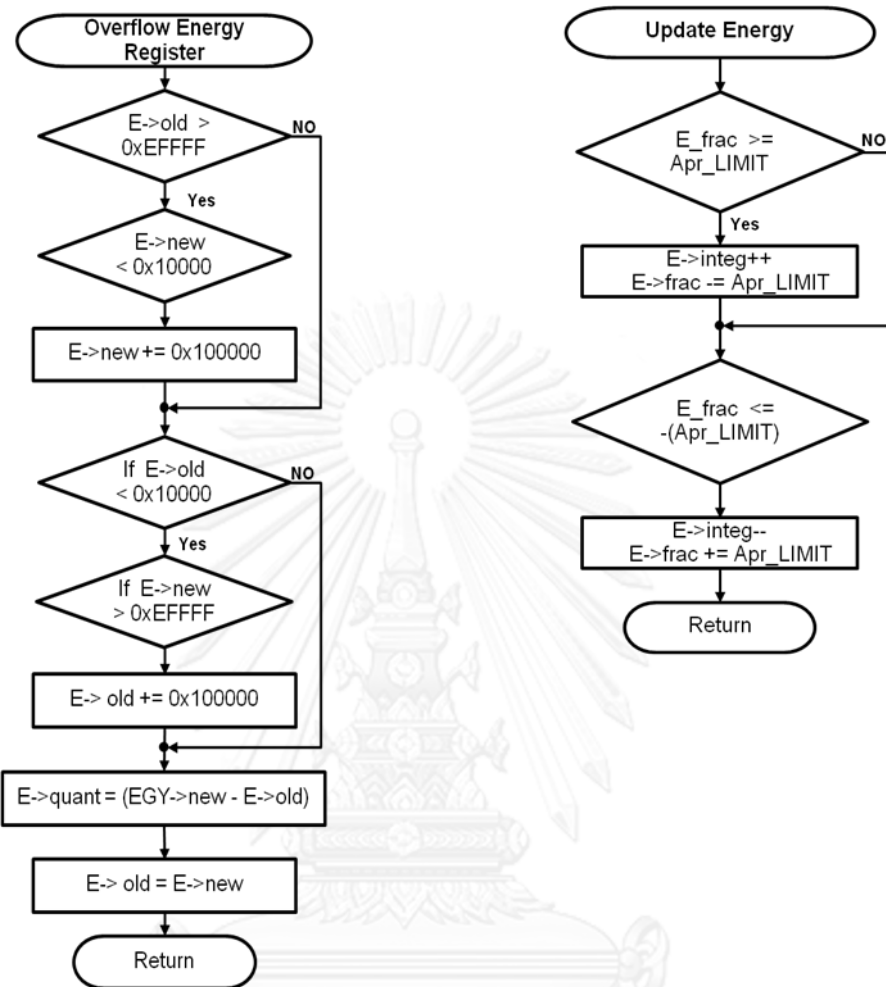 Overflow Energy
Register
E->old >
0xEFFFF
NO
Yes
E->new
< 0x10000
E->new += 0x100000
If E->old
< 0x10000
NO
Yes
If E->new
> 0xEFFFF
E-> old += 0x100000
E->quant = (EGY->new - E->old)
E-> old = E->new
Return
Update Energy
E_frac >=
Apr_LIMIT
NO
Yes
E->integ++
E->frac -= Apr_LIMIT
E_frac <=
-(Apr_LIMIT)
E->integ--
E->frac += Apr_LIMIT
Return